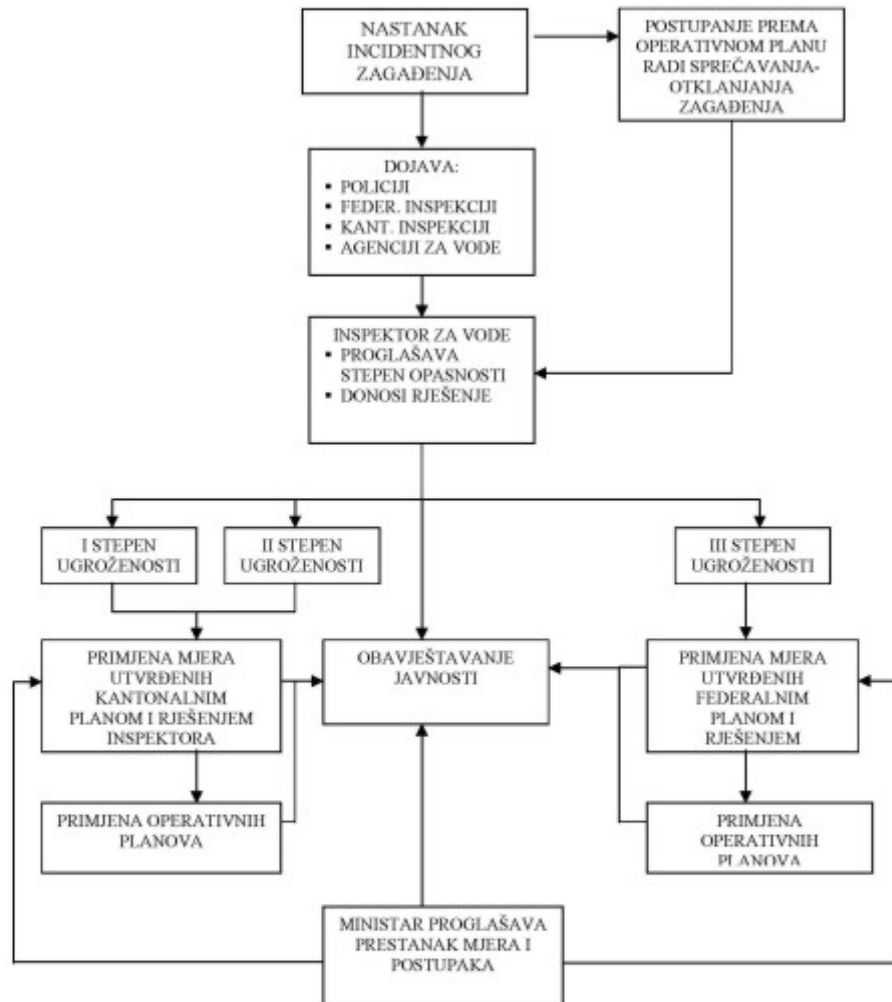 NASTANAK
INCIDENTNOG
ZAGAĐENJA
POSTUPANJE PREMA
OPERATIVNOM PLANU
RADI SPREČAVANJA-
OTKLANJANJA
ZAGAĐENJA
DOJAVA:
▪ POLICIJI
▪ FEDER. INSPEKCIJI
▪ KANT. INSPEKCIJI
▪ AGENCIJI ZA VODE
INSPEKTOR ZA VODE
▪ PROGLAŠAVA
STEPEN OPASNOSTI
▪ DONOSI RJEŠENJE
I STEPEN
UGROŽENOSTI
II STEPEN
UGROŽENOSTI
III STEPEN
UGROŽENOSTI
PRIMJENA MJERA
UTVRĐENIH
KANTONALNIM
PLANOM I RJEŠENJEM
INSPEKTORA
OBAVJEŠTAVANJE
JAVNOSTI
PRIMJENA MJERA
UTVRĐENIH
FEDERALNIM
PLANOM I
RJEŠENJEM
PRIMJENA OPERATIVNIH
PLANOVA
PRIMJENA
OPERATIVNIH
PLANOVA
MINISTAR PROGLAŠAVA
PRESTANAK MJERA I
POSTUPAKA